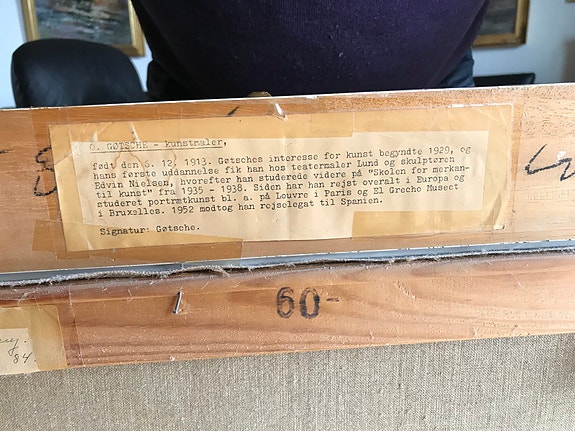 O. GØTSCHE - kunstmaler,
født den 6. 12. 1913. Gøtsches interesse for kunst begyndte 1929, og
hans første uddannelse fik han hos teatermaler Lund og skulptøren
Edvin Nielsen, hvorefter han studerede videre på "Skolen for merkan-
til kunst" fra 1935 - 1938. Siden har han rejst overalt i Europa og
studeret portrætkunst bl. a. på Louvre i Paris og El Greche Museet
i Bruxelles. 1952 modtog han rejselegat til Spanien.
Signatur: Gøtsche.
60-
84